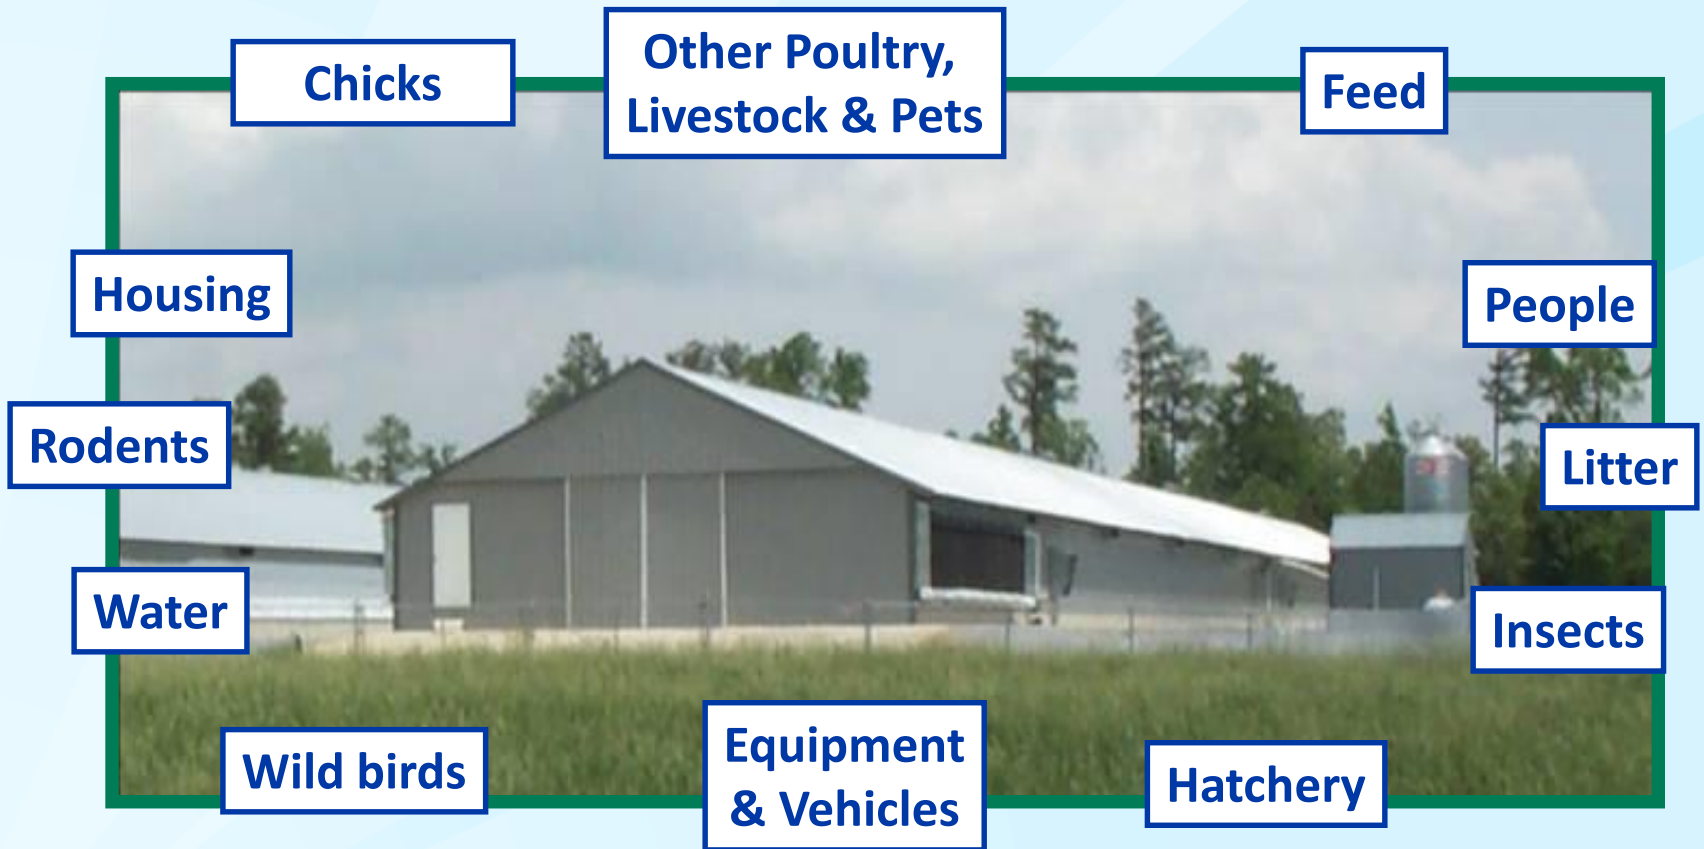 Chicks
Other Poultry,
Livestock & Pets
Feed
Housing
People
Rodents
Litter
Water
Insects
Wild birds
Equipment
& Vehicles
Hatchery